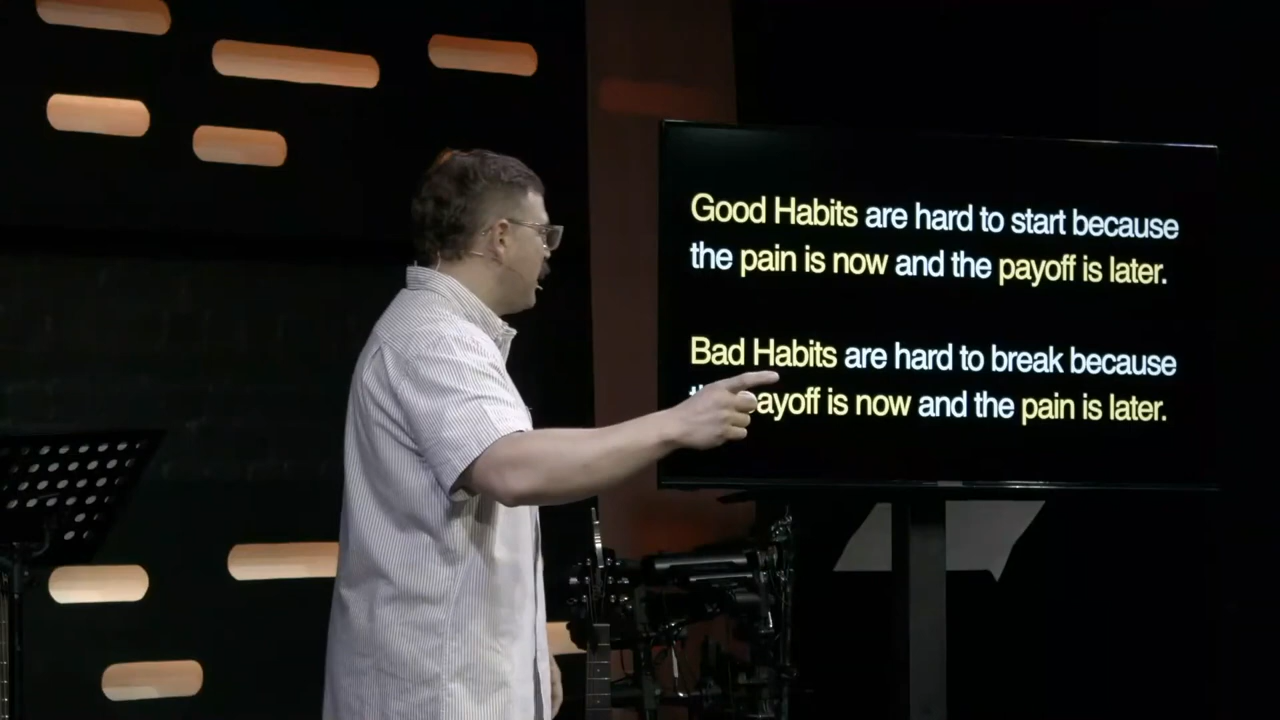 Good Habits are hard to start because
the pain is now and the payoff is later.
Bad Habits are hard to break because
payoff is now and the pain is later.